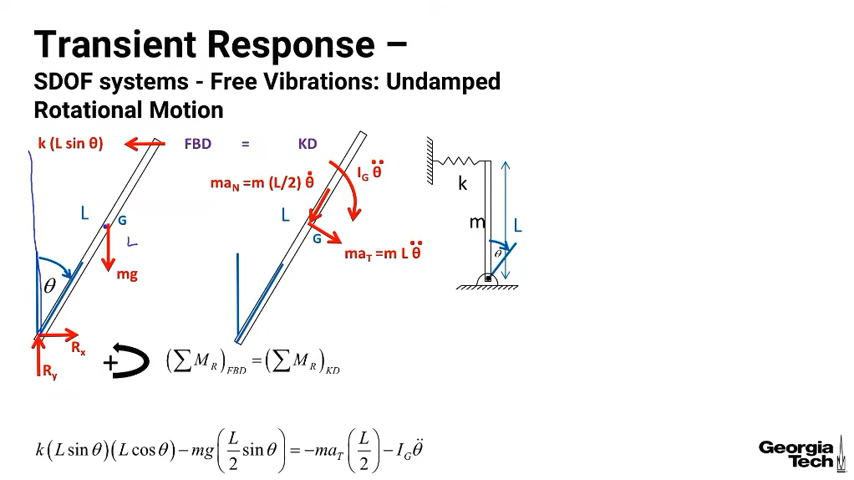 Transient Response –
SDOF systems - Free Vibrations: Undamped
Rotational Motion
k (L sin θ)
FBD = KD
ma_N =m (L/2) θ̇
I_G θ̈
L
G
L
mg
θ
R_x
R_y
L
G
ma_T =m L θ̈
k
m
L
θ
+ (∑M_R)_FBD = (∑M_R)_KD
k(L sin θ)(L cos θ) − mg(L/2 sin θ) = −ma_T(L/2) − I_G θ̈
Georgia
Tech